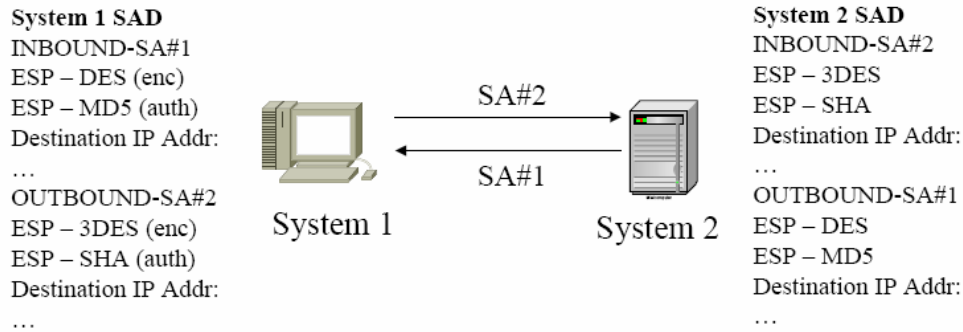 System 1 SAD
INBOUND-SA#1
ESP – DES (enc)
ESP – MD5 (auth)
Destination IP Addr:
…
OUTBOUND-SA#2
ESP – 3DES (enc)
ESP – SHA (auth)
Destination IP Addr:
…
SA#2
SA#1
System 1
System 2
System 2 SAD
INBOUND-SA#2
ESP – 3DES
ESP – SHA
Destination IP Addr:
…
OUTBOUND-SA#1
ESP – DES
ESP – MD5
Destination IP Addr:
…